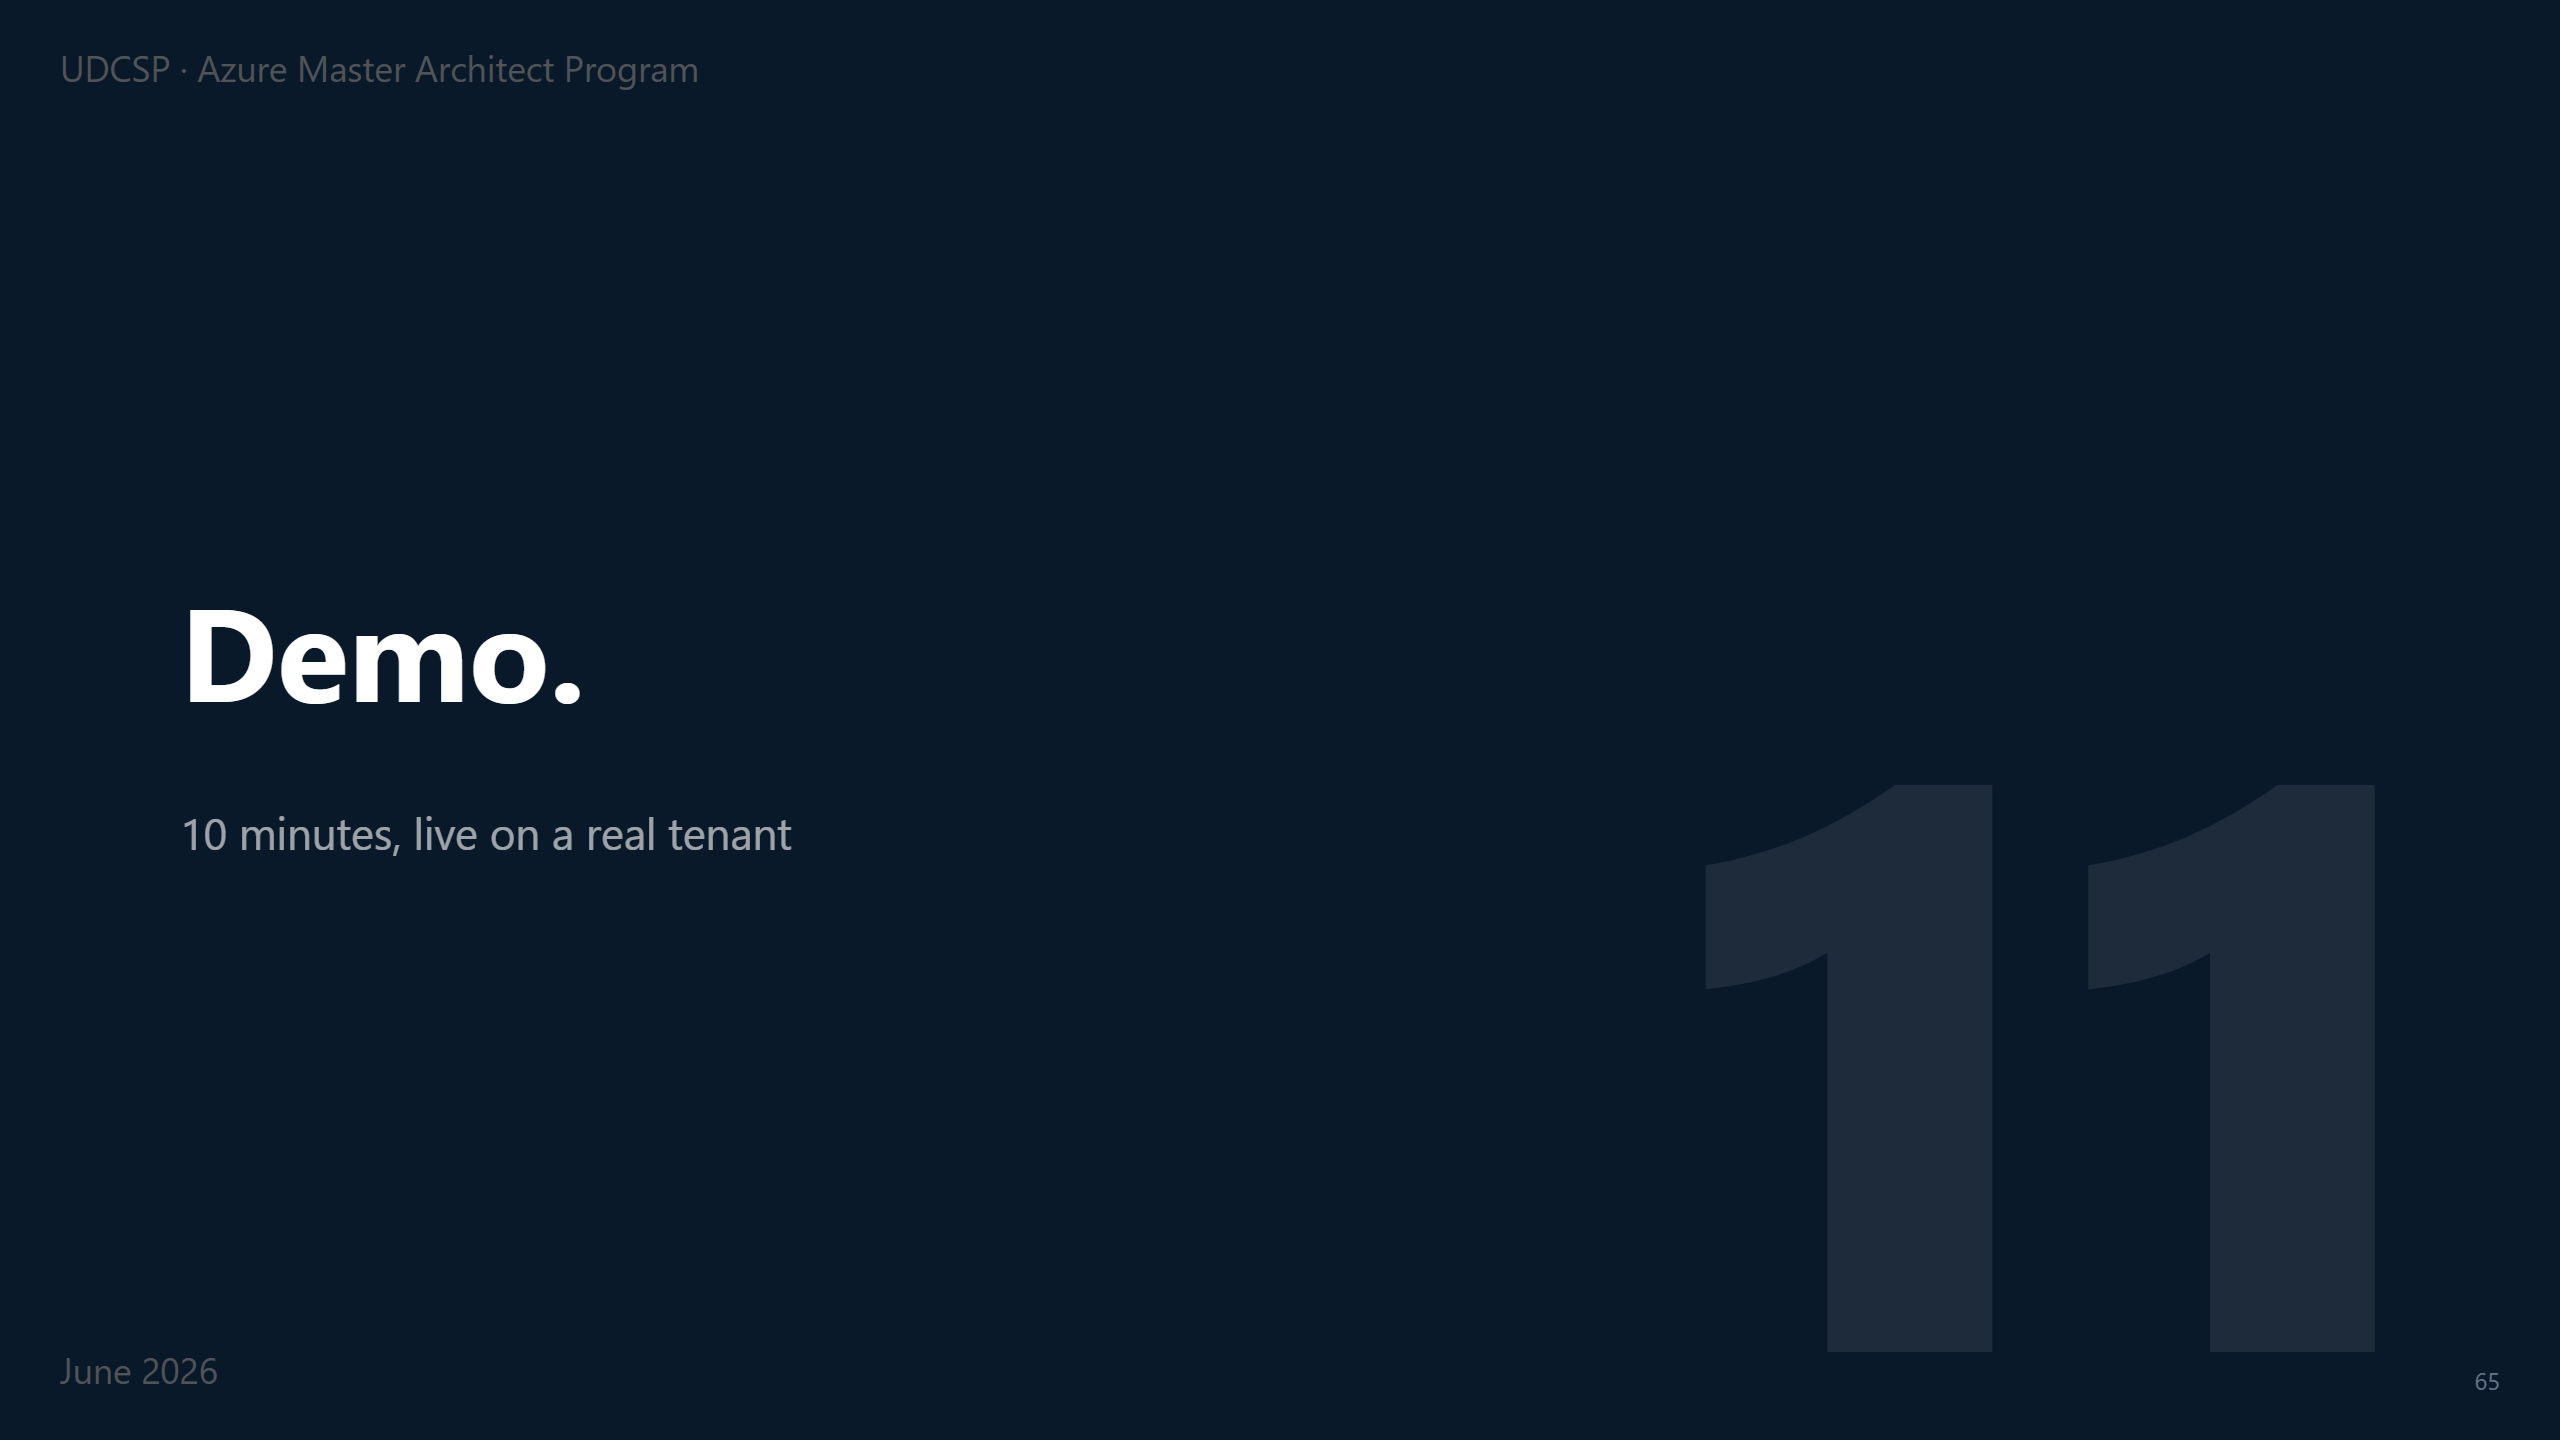 UDCSP · Azure Master Architect Program
Demo.
10 minutes, live on a real tenant
11
June 2026
65